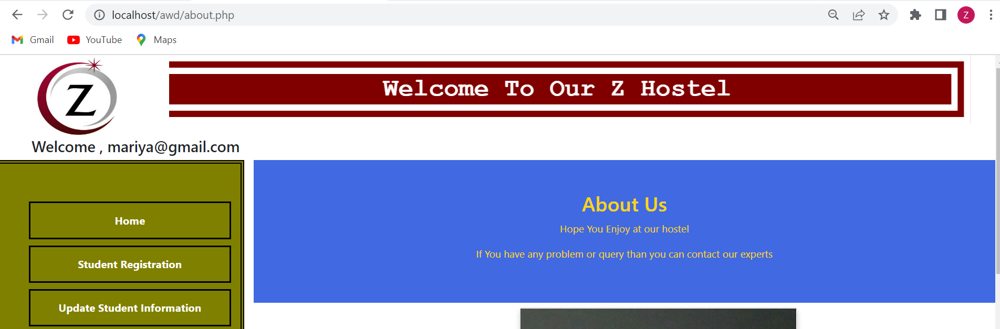 localhost/awd/about.php
Z
Gmail YouTube Maps
Z
Welcome To Our Z Hostel
Welcome , mariya@gmail.com
Home
Student Registration
Update Student Information
About Us
Hope You Enjoy at our hostel
If You have any problem or query than you can contact our experts